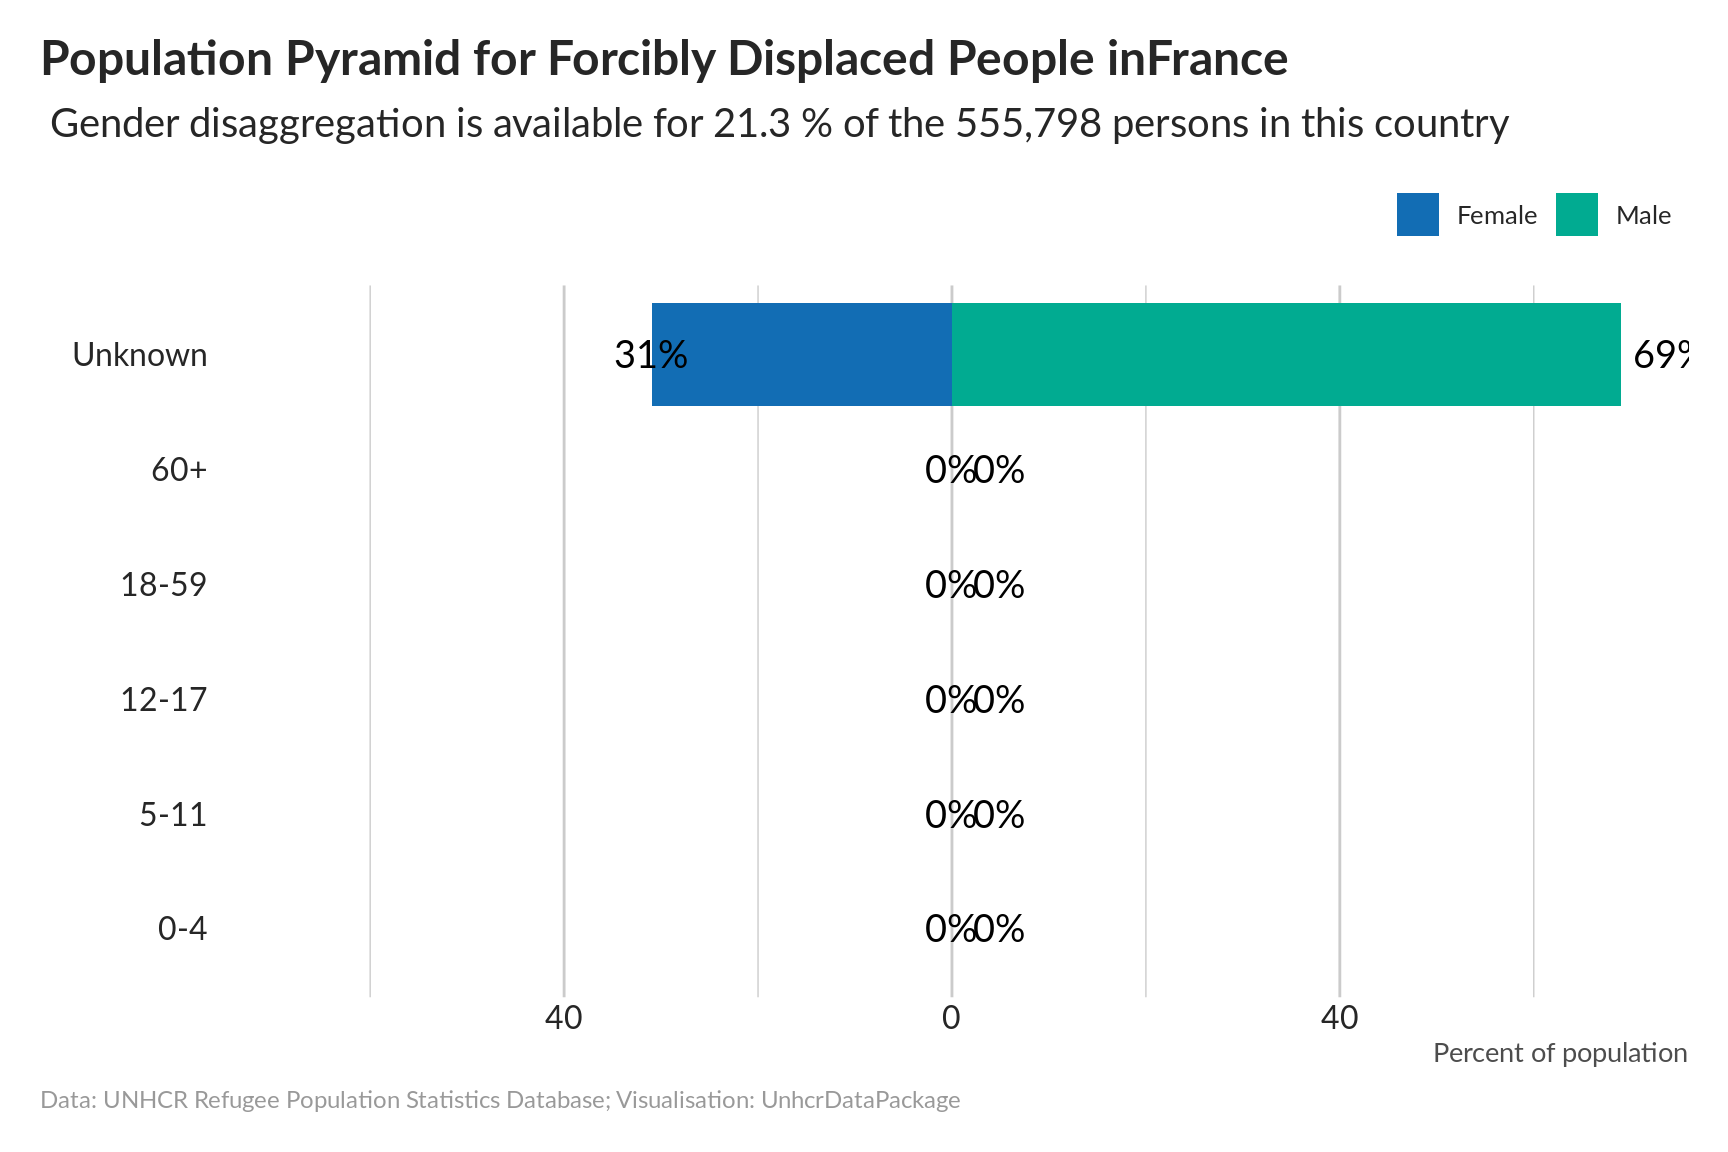 Population Pyramid for Forcibly Displaced People inFrance
Gender disaggregation is available for 21.3 % of the 555,798 persons in this country
Female Male
Unknown 31% 69%
60+ 0% 0%
18-59 0% 0%
12-17 0% 0%
5-11 0% 0%
0-4 0% 0%
40 0 40
Percent of population
Data: UNHCR Refugee Population Statistics Database; Visualisation: UnhcrDataPackage